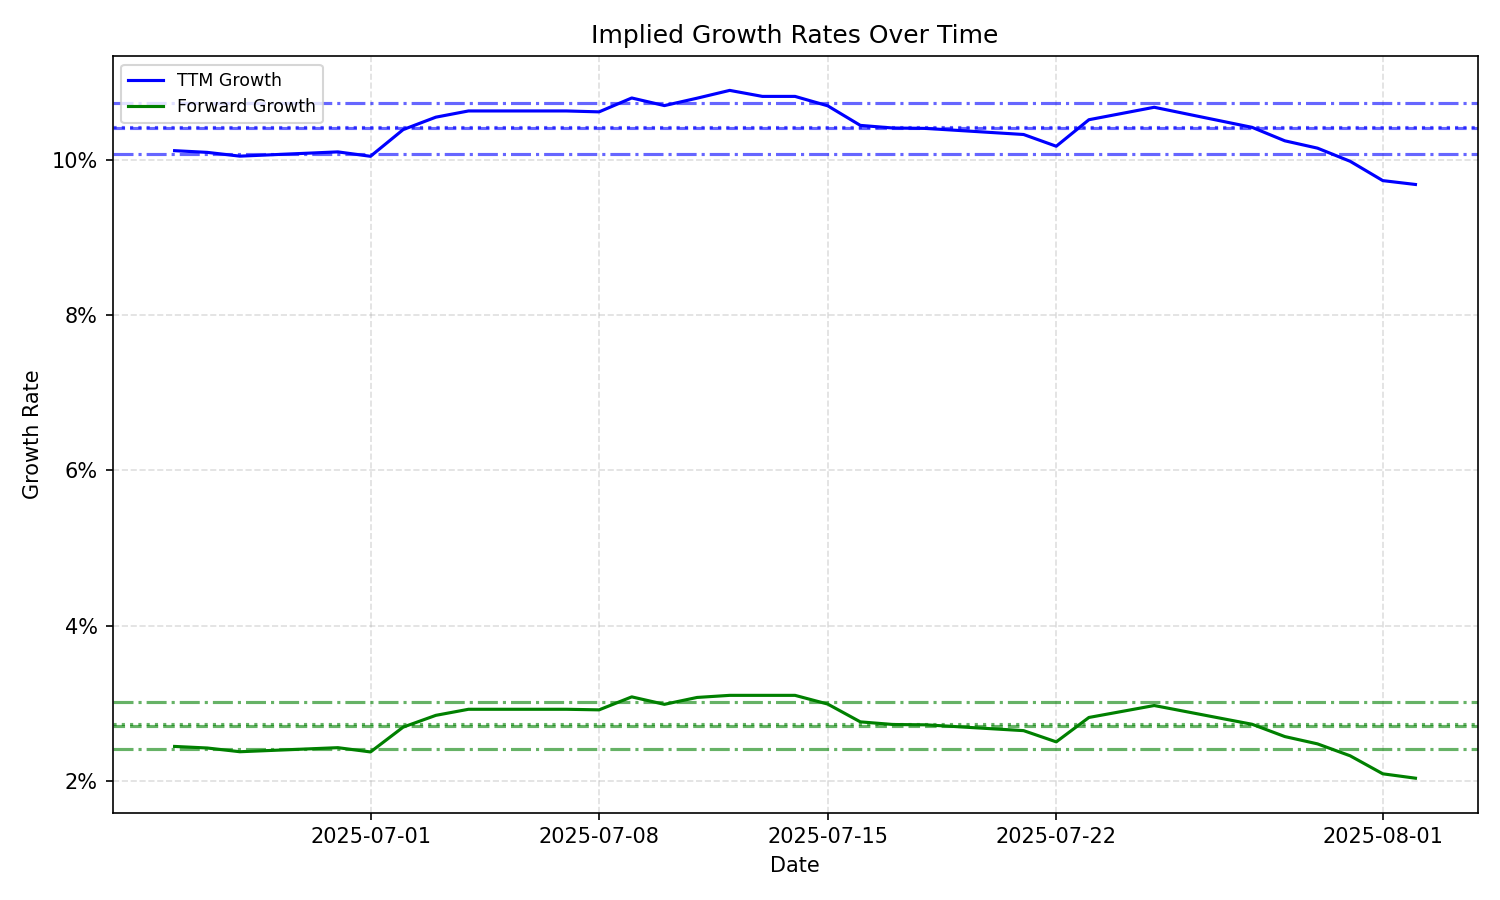 Implied Growth Rates Over Time
TTM Growth
Forward Growth
10%
8%
6%
4%
2%
Growth Rate
2025-07-01
2025-07-08
2025-07-15
2025-07-22
2025-08-01
Date